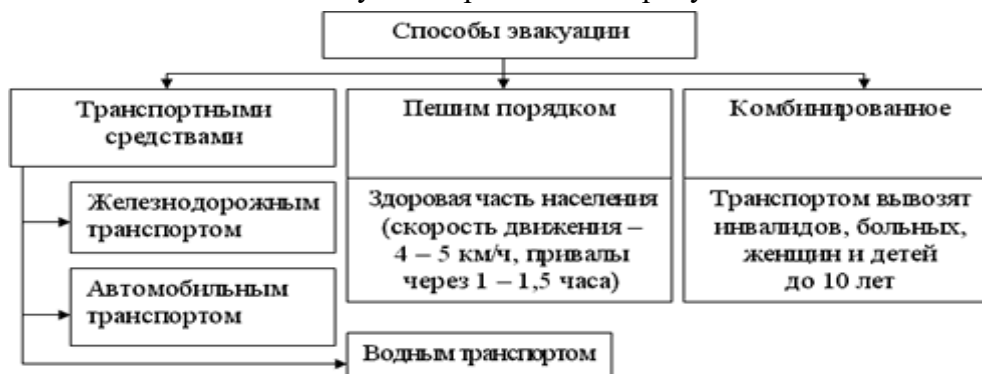 Способы эвакуации
Транспортными
средствами
Железнодорожным
транспортом
Автомобильным
транспортом
Водным транспортом
Пешим порядком
Здоровая часть населения
(скорость движения –
4 – 5 км/ч, привалы
через 1 – 1,5 часа)
Комбинированное
Транспортом вывозят
инвалидов, больных,
женщин и детей
до 10 лет